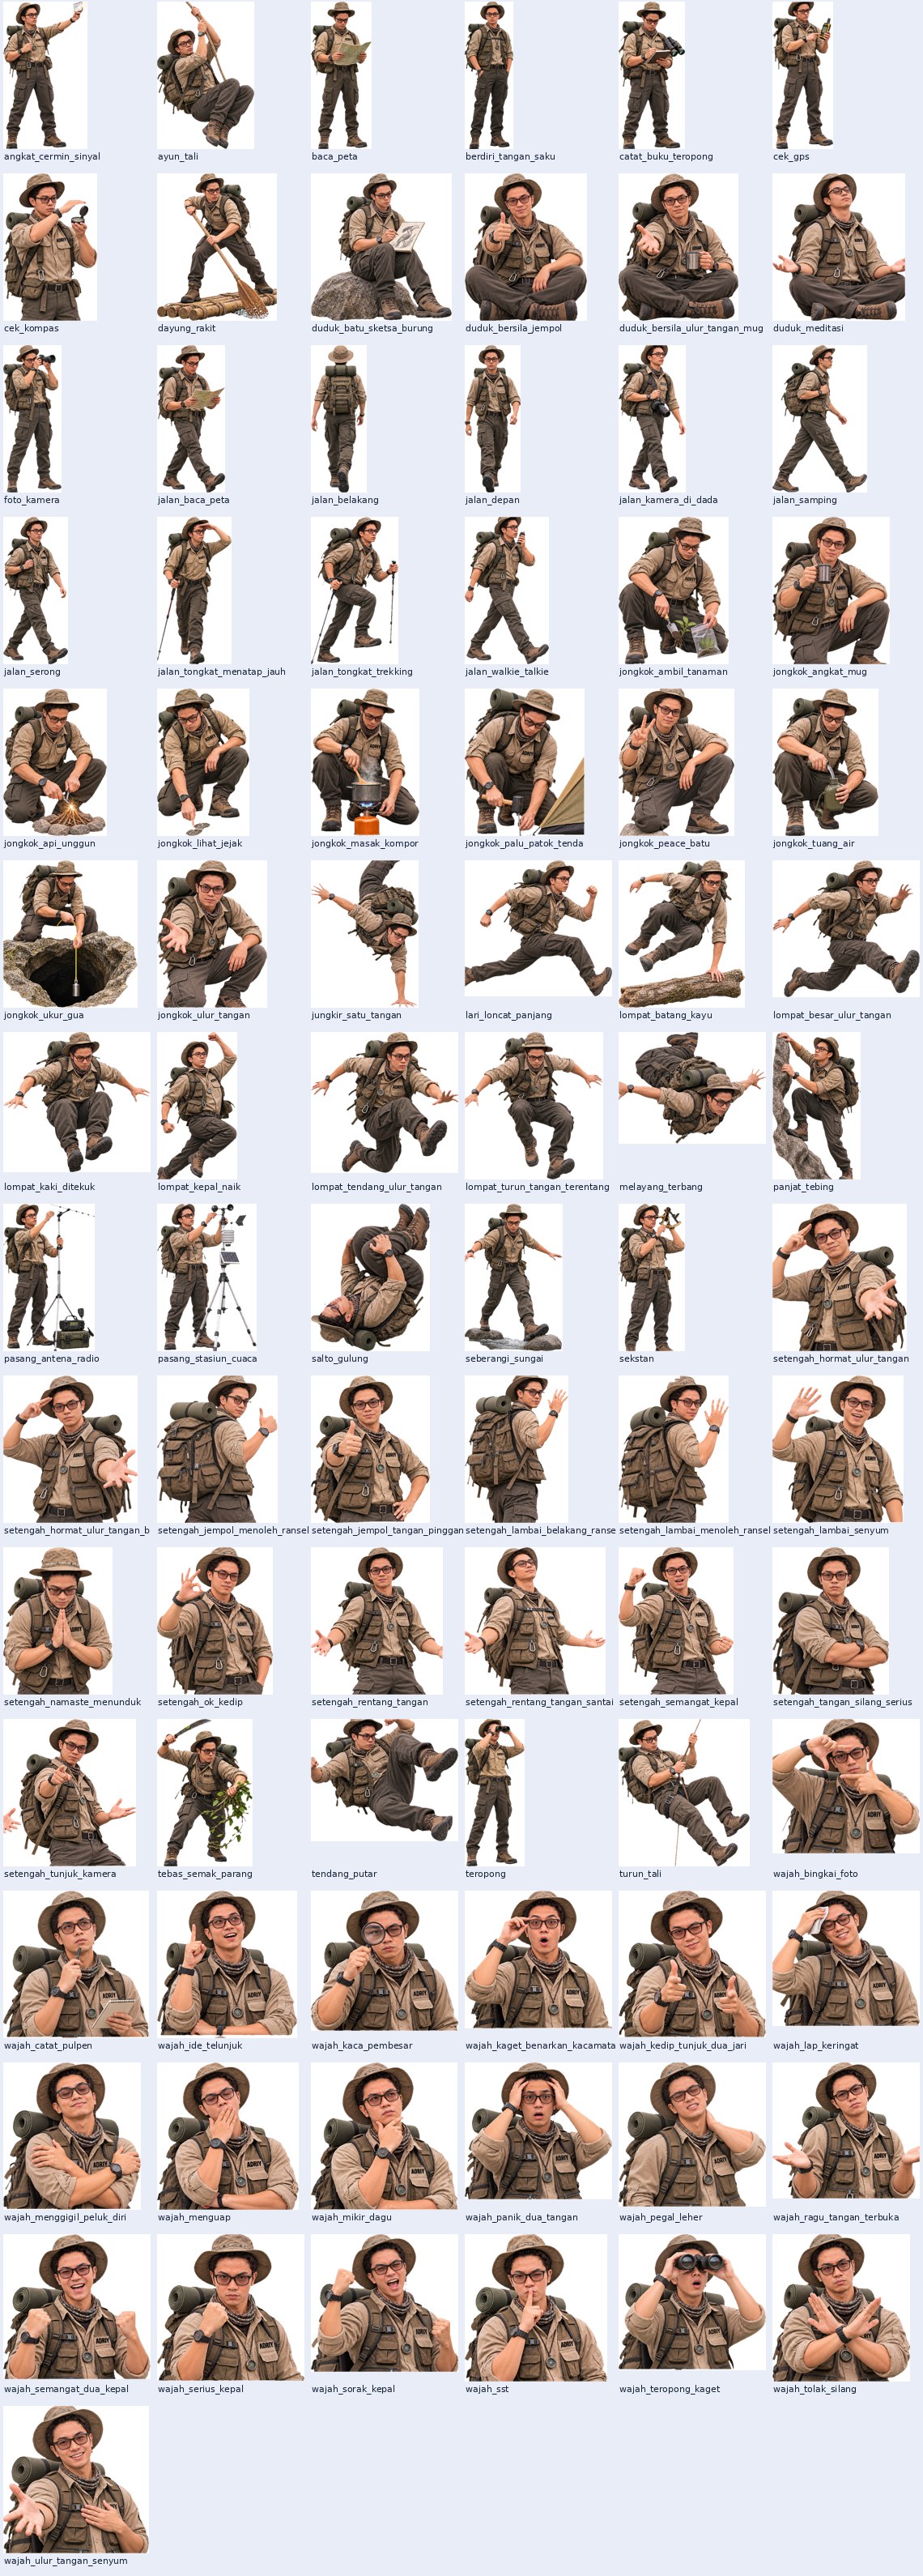 angkat_cermin_sinyal
ayun_tali
baca_peta
berdiri_tangan_saku
catat_buku_teropong
cek_gps
cek_kompas
dayung_rakit
duduk_batu_sketsa_burung
duduk_bersila_jempol
duduk_bersila_ulur_tangan_mug
duduk_meditasi
foto_kamera
jalan_baca_peta
jalan_belakang
jalan_depan
jalan_kamera_di_dada
jalan_samping
jalan_serong
jalan_tongkat_menatap_jauh
jalan_tongkat_trekking
jalan_walkie_talkie
jongkok_ambil_tanaman
jongkok_angkat_mug
jongkok_api_unggun
jongkok_lihat_jejak
jongkok_masak_kompor
jongkok_palu_patok_tenda
jongkok_peace_batu
jongkok_tuang_air
jongkok_ukur_gua
jongkok_ulur_tangan
jungkir_satu_tangan
lari_loncat_panjang
lompat_batang_kayu
lompat_besar_ulur_tangan
lompat_kaki_ditekuk
lompat_kepal_naik
lompat_tendang_ulur_tangan
lompat_turun_tangan_terentang
melayang_terbang
panjat_tebing
pasang_antena_radio
pasang_stasiun_cuaca
salto_gulung
seberangi_sungai
sekstan
setengah_hormat_ulur_tangan
setengah_hormat_ulur_tangan_b
setengah_jempol_menoleh_ransel
setengah_jempol_tangan_pinggan
setengah_lambai_belakang_ranse
setengah_lambai_menoleh_ransel
setengah_lambai_senyum
setengah_namaste_menunduk
setengah_ok_kedip
setengah_rentang_tangan
setengah_rentang_tangan_santai
setengah_semangat_kepal
setengah_tangan_silang_serius
setengah_tunjuk_kamera
tebas_semak_parang
tendang_putar
teropong
turun_tali
ADRIY
wajah_bingkai_foto
ADRIY
wajah_catat_pulpen
wajah_ide_telunjuk
wajah_kaca_pembesar
wajah_kaget_benarkan_kacamata
wajah_kedip_tunjuk_dua_jari
wajah_lap_keringat
wajah_menggigil_peluk_diri
wajah_menguap
wajah_mikir_dagu
wajah_panik_dua_tangan
wajah_pegal_leher
wajah_ragu_tangan_terbuka
wajah_semangat_dua_kepal
wajah_serius_kepal
wajah_sorak_kepal
wajah_sst
wajah_teropong_kaget
wajah_tolak_silang
wajah_ulur_tangan_senyum